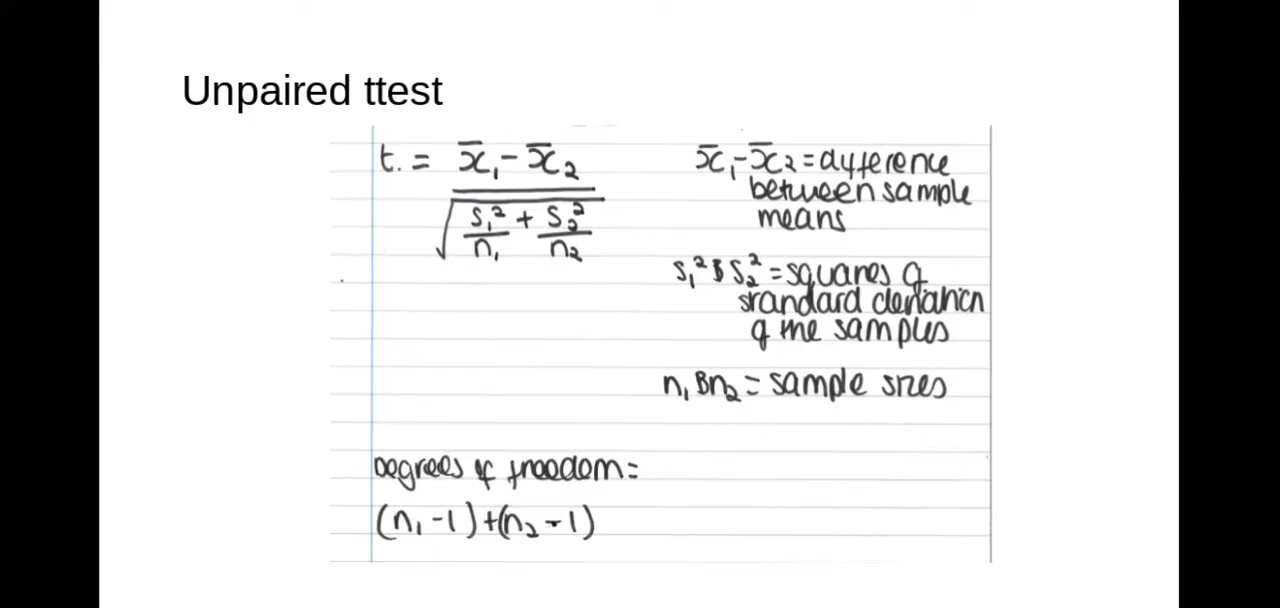 Unpaired ttest
t. = x̄₁ - x̄₂
√ s₁²/n₁ + s₂²/n₂
x̄₁-x̄₂ = difference
between sample
means
s₁² & s₂² = squares of
standard deviation
of the samples
n₁ & n₂ = sample sizes
Degrees of freedom =
(n₁ -1)+(n₂ -1)